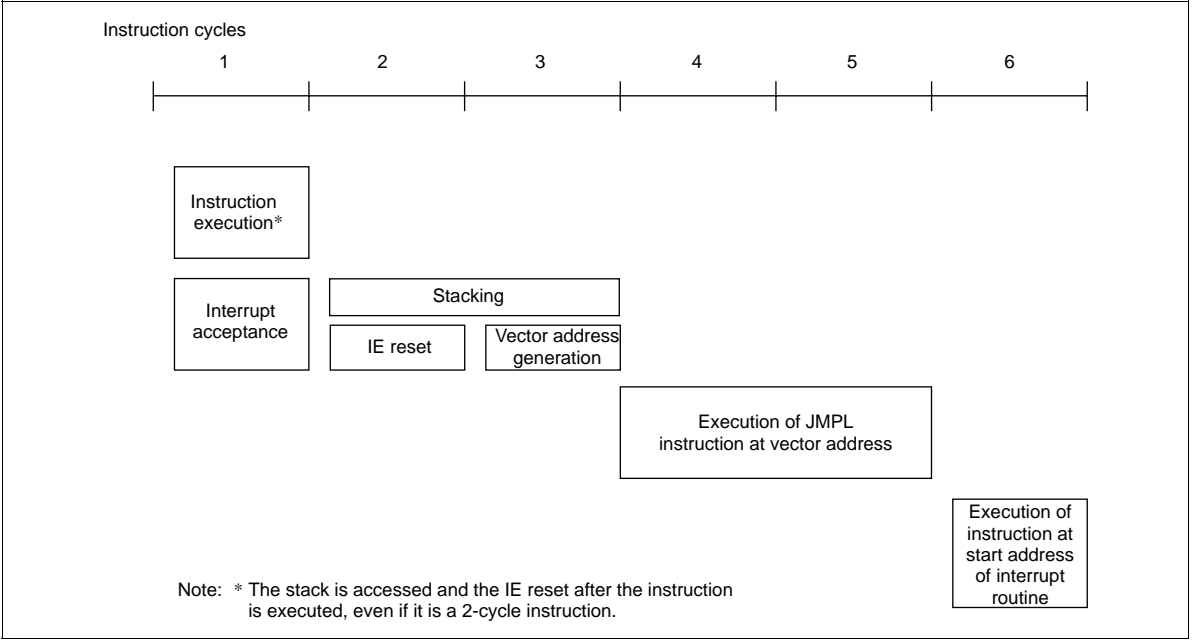 Instruction cycles
1 2 3 4 5 6
Instruction
execution*
Interrupt
acceptance
Stacking
IE reset
Vector address
generation
Execution of JMPL
instruction at vector address
Execution of
instruction at
start address
of interrupt
routine
Note: * The stack is accessed and the IE reset after the instruction
is executed, even if it is a 2-cycle instruction.